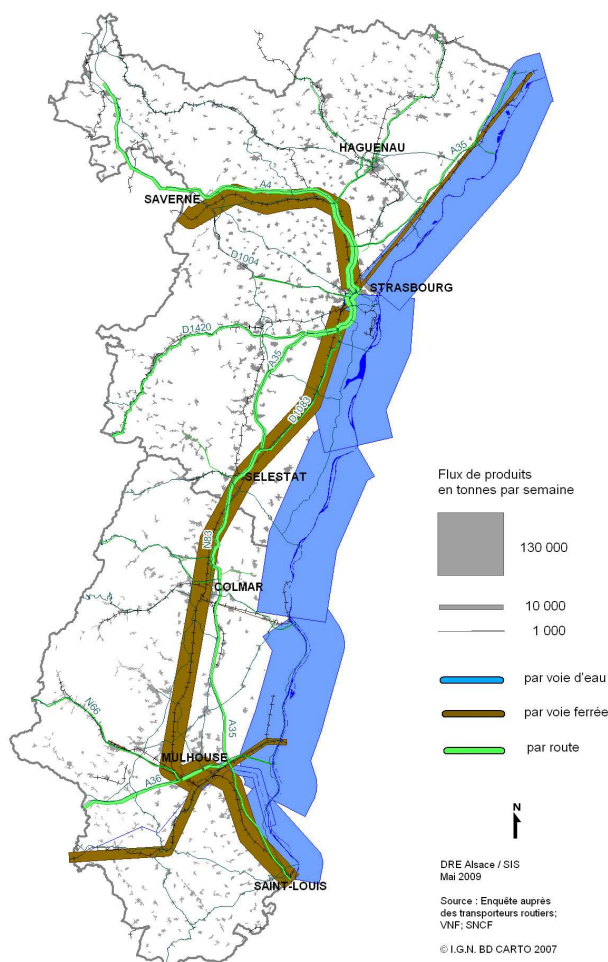 HAGUENAU
A35
A4
SAVERNE
D1004
STRASBOURG
D1420
A35
D1083
SELESTAT
N83
COLMAR
N66
A35
MULHOUSE
A36
SAINT-LOUIS
Flux de produits
en tonnes par semaine
130 000
10 000
1 000
par voie d'eau
par voie ferrée
par route
N
DRE Alsace / SIS
Mai 2009
Source : Enquête auprès
des transporteurs routiers;
VNF; SNCF
© I.G.N. BD CARTO 2007